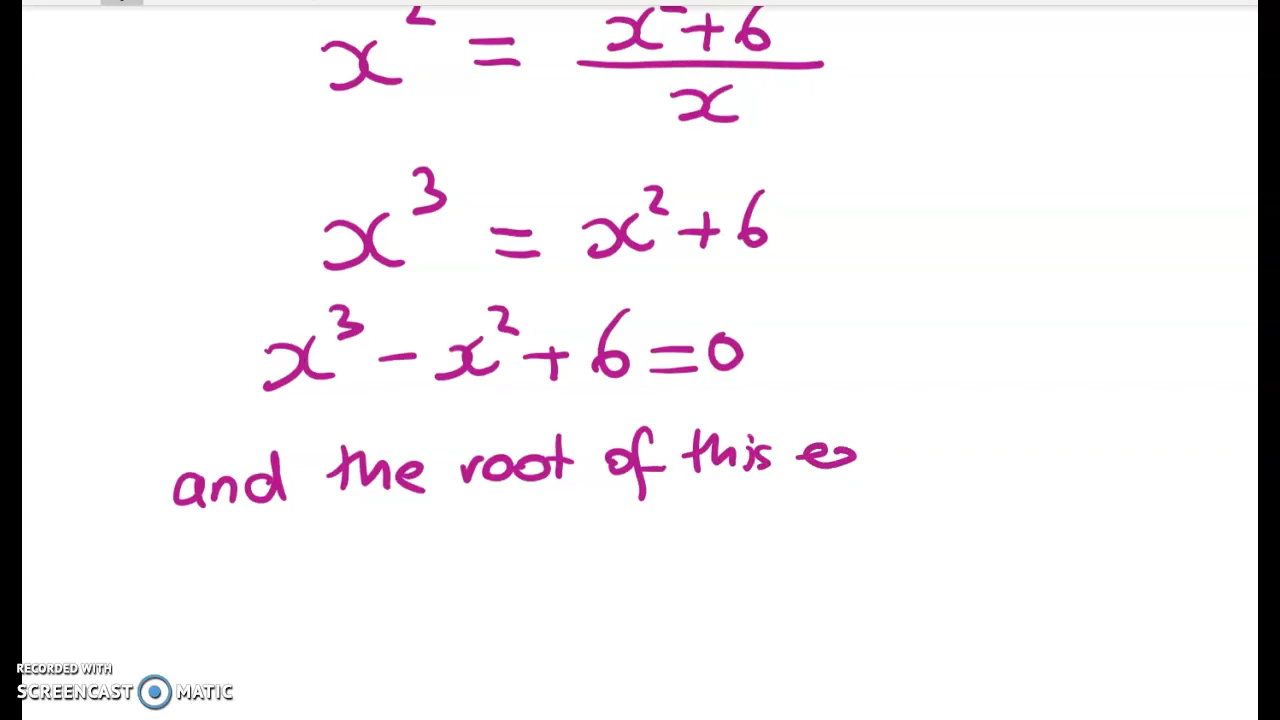 x² = x²+6 / x
x³ = x²+6
x³ - x² + 6 = 0
and the root of this
RECORDED WITH
SCREENCAST MATIC